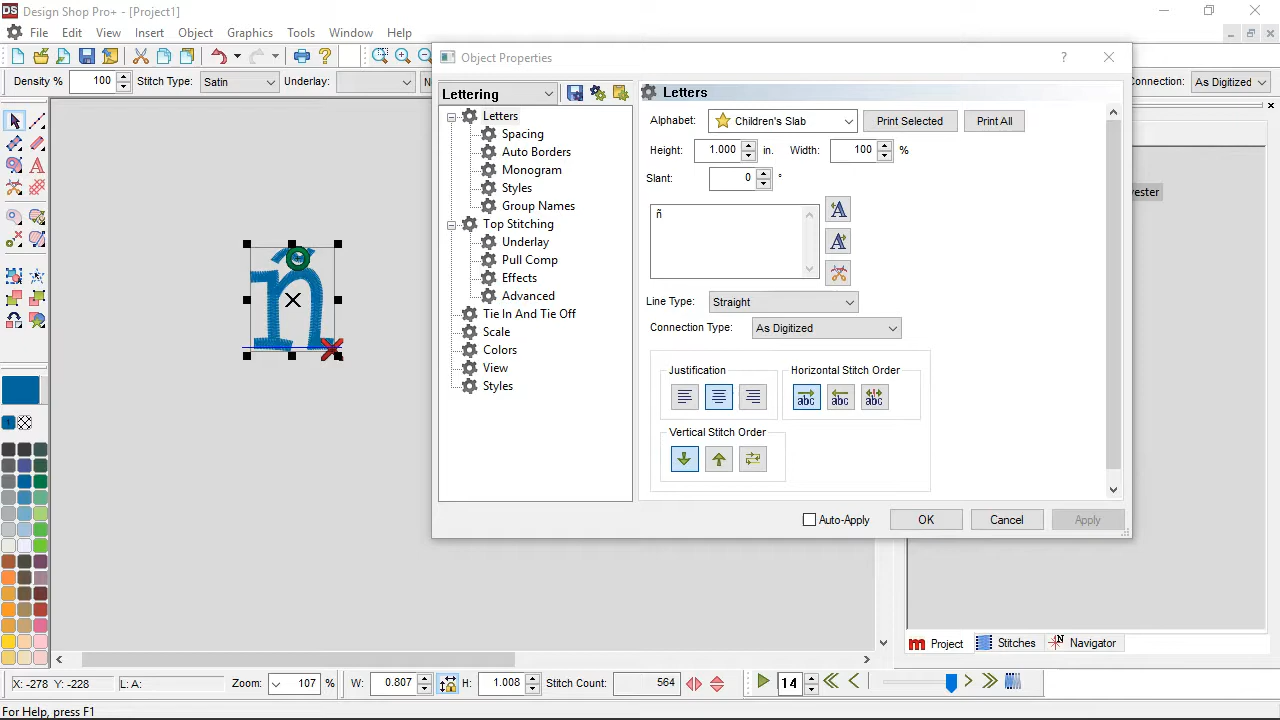 DS Design Shop Pro+ - [Project1]
File Edit View Insert Object Graphics Tools Window Help
Density % 100 Stitch Type: Satin Underlay:
Connection: As Digitized
Object Properties
Lettering
Letters
Spacing
Auto Borders
Monogram
Styles
Group Names
Top Stitching
Underlay
Pull Comp
Effects
Advanced
Tie In And Tie Off
Scale
Colors
View
Styles
Letters
Alphabet: Children's Slab Print Selected Print All
Height: 1.000 in. Width: 100 %
Slant: 0 °
ñ
Line Type: Straight
Connection Type: As Digitized
Justification
Horizontal Stitch Order
abc abc abc
Vertical Stitch Order
Auto-Apply OK Cancel Apply
ñ
1
Project Stitches Navigator
X: -278 Y: -228 L: A: Zoom: 107 % W: 0.807 H: 1.008 Stitch Count: 564 14
For Help, press F1